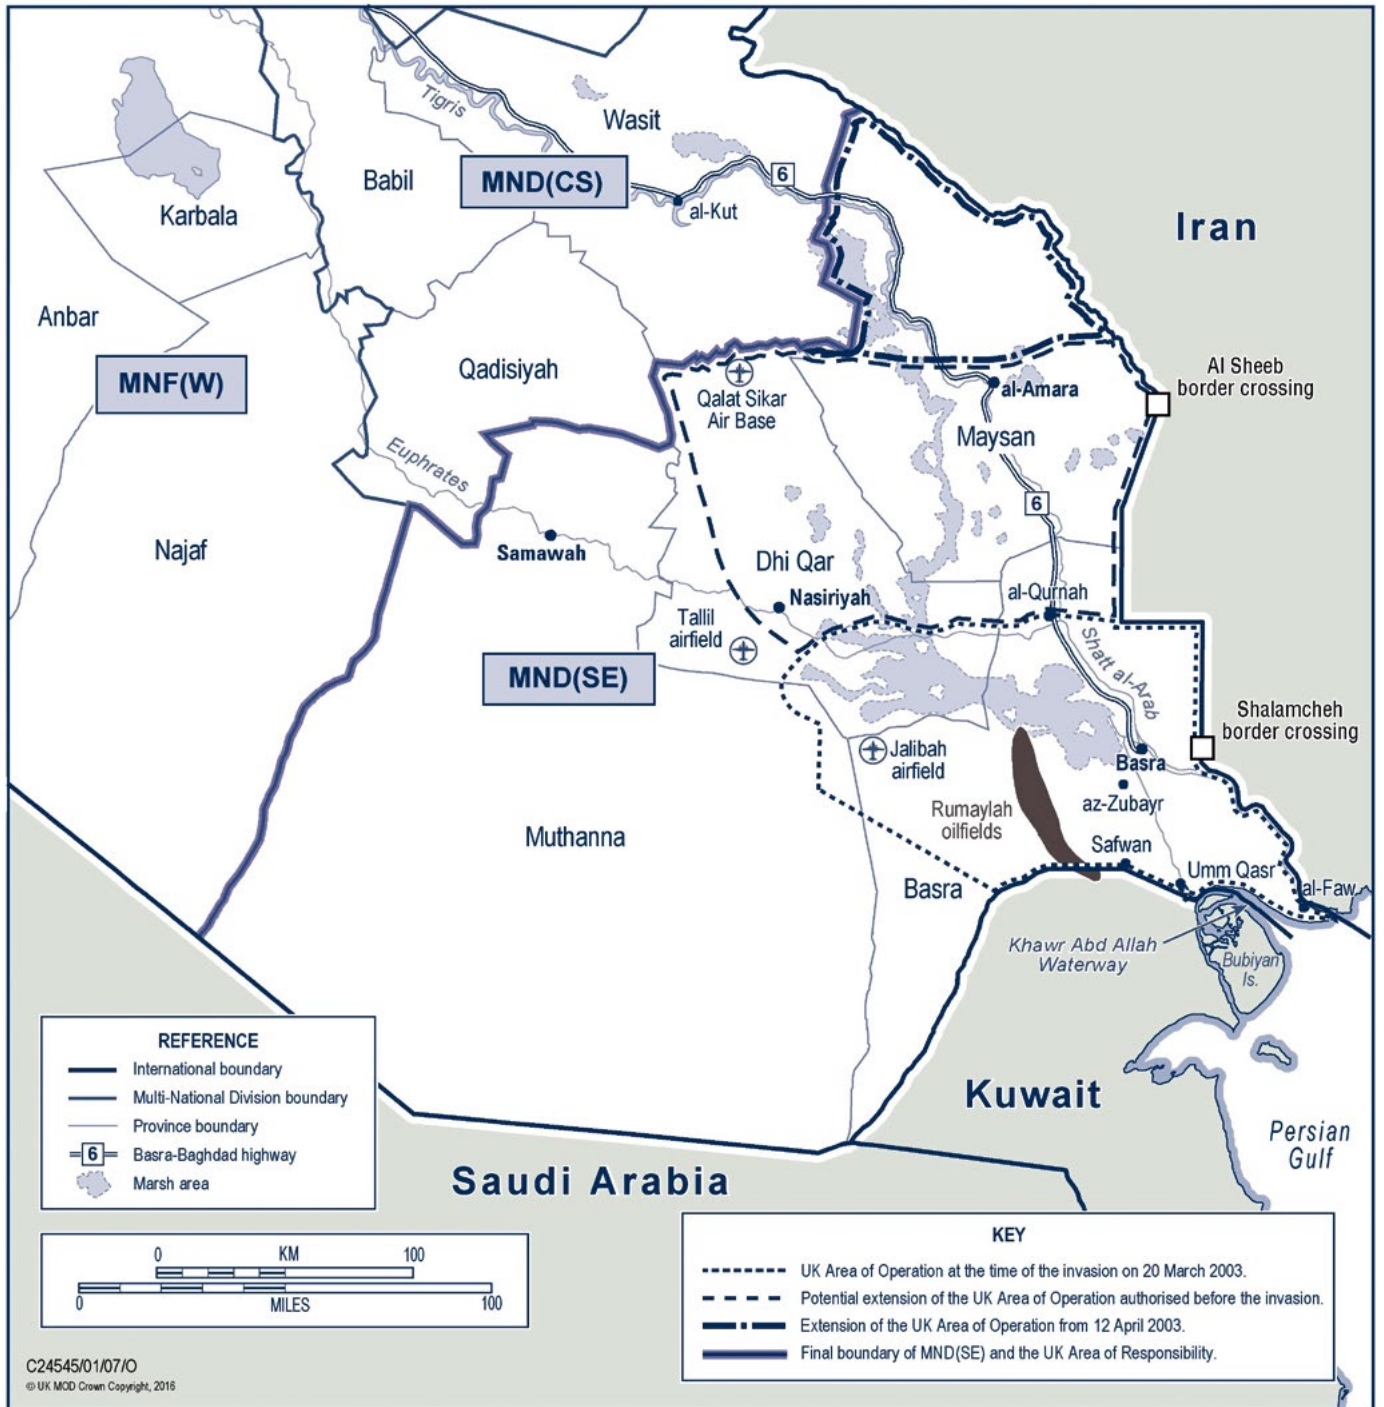 Tigris
Wasit
MND(CS)
Babil
6
al-Kut
Karbala
Iran
Anbar
MNF(W)
Qadisiyah
Qalat Sikar
Air Base
al-Amara
Al Sheeb
border crossing
Maysan
Euphrates
6
Samawah
Najaf
Dhi Qar
Nasiriyah
al-Qurnah
Tallil
airfield
Shatt al-Arab
MND(SE)
Shalamcheh
border crossing
Jalibah
airfield
Basra
az-Zubayr
Rumaylah
oilfields
Muthanna
Safwan
Umm Qasr
al-Faw
Basra
Khawr Abd Allah
Waterway
Bubiyan
Is.
Kuwait
Persian
Gulf
Saudi Arabia
REFERENCE
International boundary
Multi-National Division boundary
Province boundary
6 Basra-Baghdad highway
Marsh area
0 KM 100
0 MILES 100
KEY
UK Area of Operation at the time of the invasion on 20 March 2003.
Potential extension of the UK Area of Operation authorised before the invasion.
Extension of the UK Area of Operation from 12 April 2003.
Final boundary of MND(SE) and the UK Area of Responsibility.
C24545/01/07/O
© UK MOD Crown Copyright, 2016